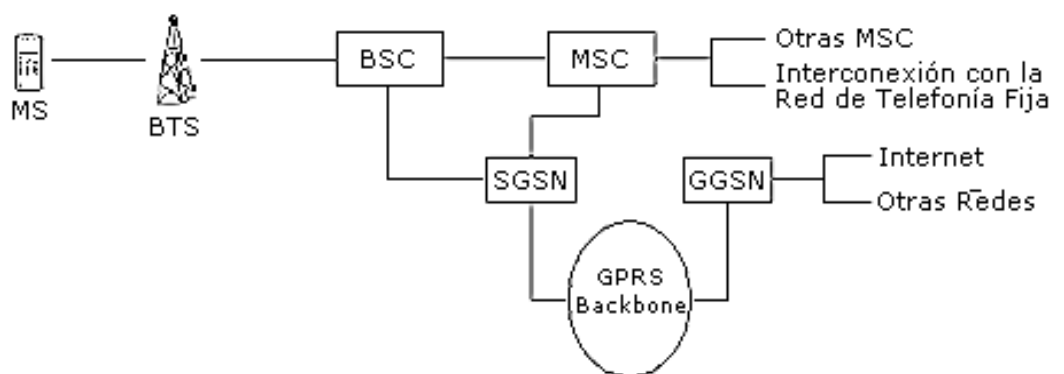 MS
BTS
BSC
MSC
Otras MSC
Interconexión con la
Red de Telefonía Fija
SGSN
GGSN
Internet
Otras Redes
GPRS
Backbone